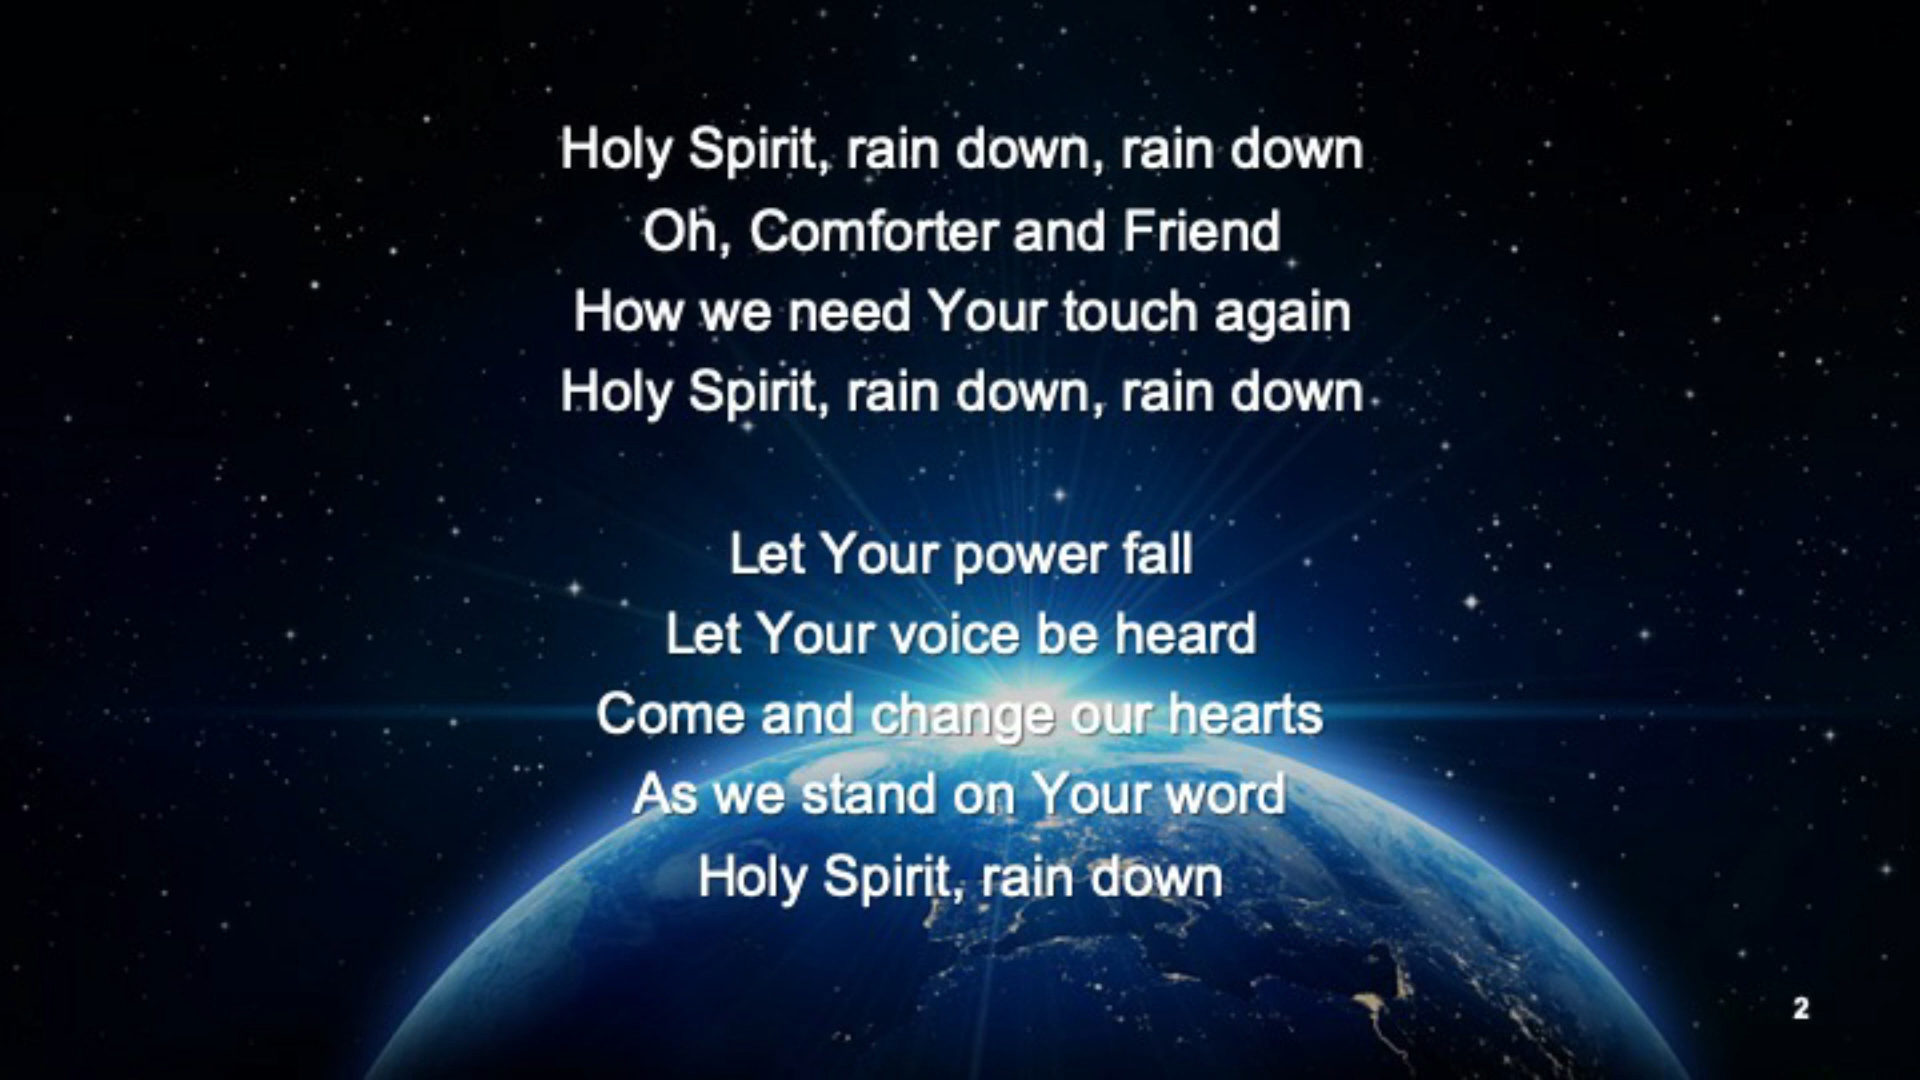 Holy Spirit, rain down, rain down
Oh, Comforter and Friend
How we need Your touch again
Holy Spirit, rain down, rain down
Let Your power fall
Let Your voice be heard
Come and change our hearts
As we stand on Your word
Holy Spirit, rain down
2